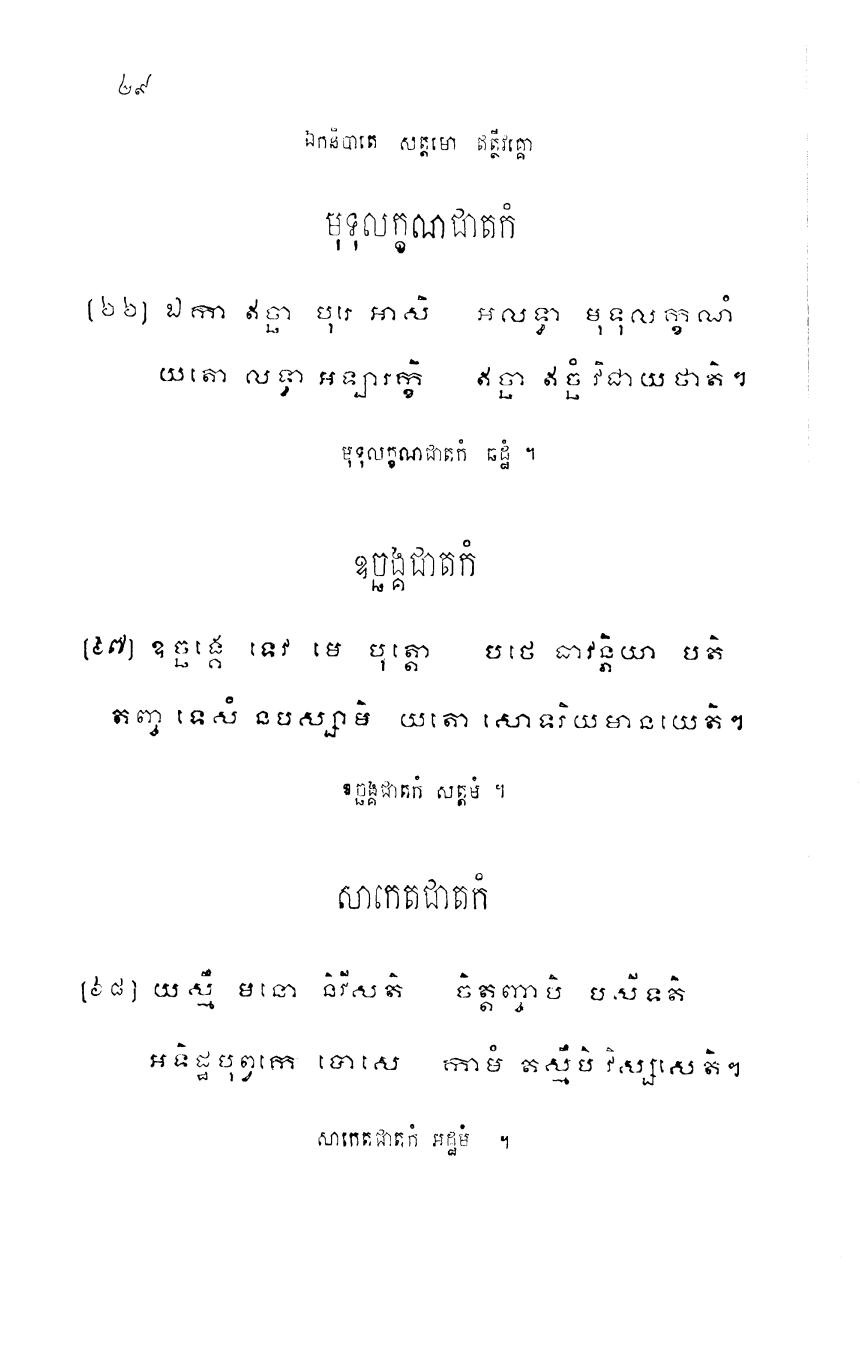 ២៩
ឯកនិបាតេ សត្តមោ ឥត្ថីវគ្គោ
មុទុលក្ខណជាតកំ
[៦៦] ឯកា ឥច្ឆា បុរេ អាសិ អលទ្ធា មុទុលក្ខណំ
យតោ លទ្ធា អឡារក្ខី ឥច្ឆា ឥច្ឆំ វិជាយថាតិ។
មុទុលក្ខណជាតកំ ឆដ្ឋំ ។
ឧច្ឆង្គជាតកំ
[៦៧] ឧច្ឆង្គេ ទេវ មេ បុត្តោ បថេ ធាវន្តិយា បតិ
តញ្ច ទេសំ នបស្សាមិ យតោ សោទរិយមានយេតិ។
ឧច្ឆង្គជាតកំ សត្តមំ ។
សាកេតជាតកំ
[៦៨] យស្មឹ មនោ និវីសតិ ចិត្តញ្ចាបិ បសីទតិ
អទិដ្ឋបុព្វកេ បោសេ កាមំ តស្មឹបិ វិស្សសេតិ។
សាកេតជាតកំ អដ្ឋមំ ។